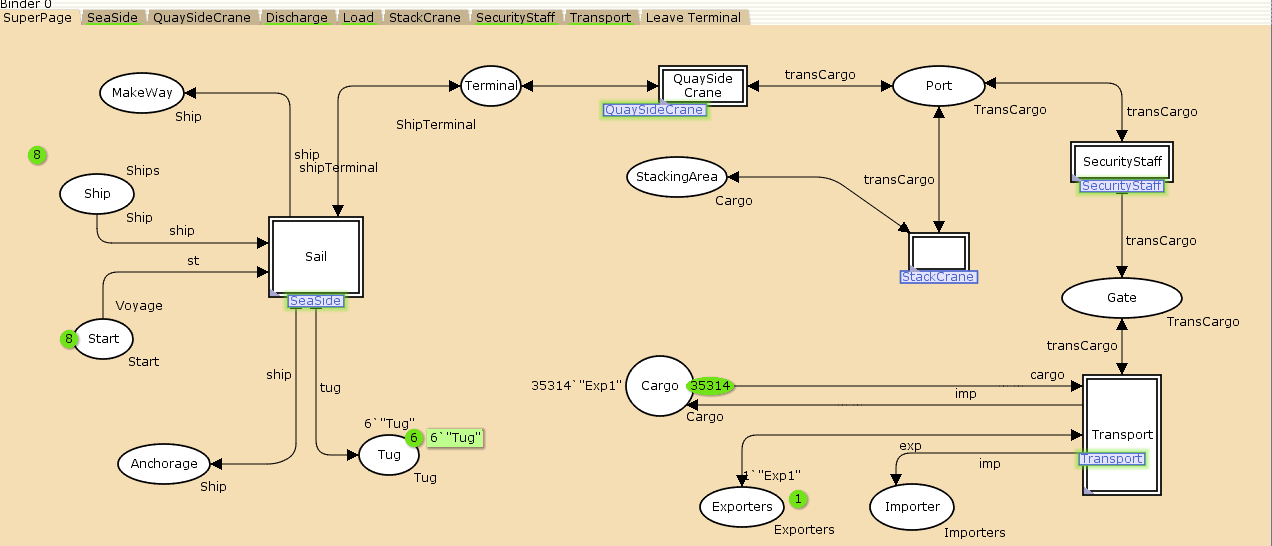 Binder 0
SuperPage SeaSide QuaySideCrane Discharge Load StackCrane SecurityStaff Transport Leave Terminal
MakeWay
Ship
ship
shipTerminal
Terminal
ShipTerminal
QuaySide
Crane
QuaySideCrane
transCargo
Port
TransCargo
transCargo
SecurityStaff
SecurityStaff
8
Ships
Ship
Ship
ship
st
Sail
SeaSide
StackingArea
Cargo
transCargo
StackCrane
transCargo
Gate
TransCargo
transCargo
Voyage
8
Start
Start
ship
tug
35314`"Exp1"
Cargo
35314
Cargo
cargo
imp
Transport
Transport
6`"Tug"
6
6`"Tug"
Tug
Tug
Anchorage
Ship
exp
imp
1`"Exp1"
1
Exporters
Exporters
Importer
Importers